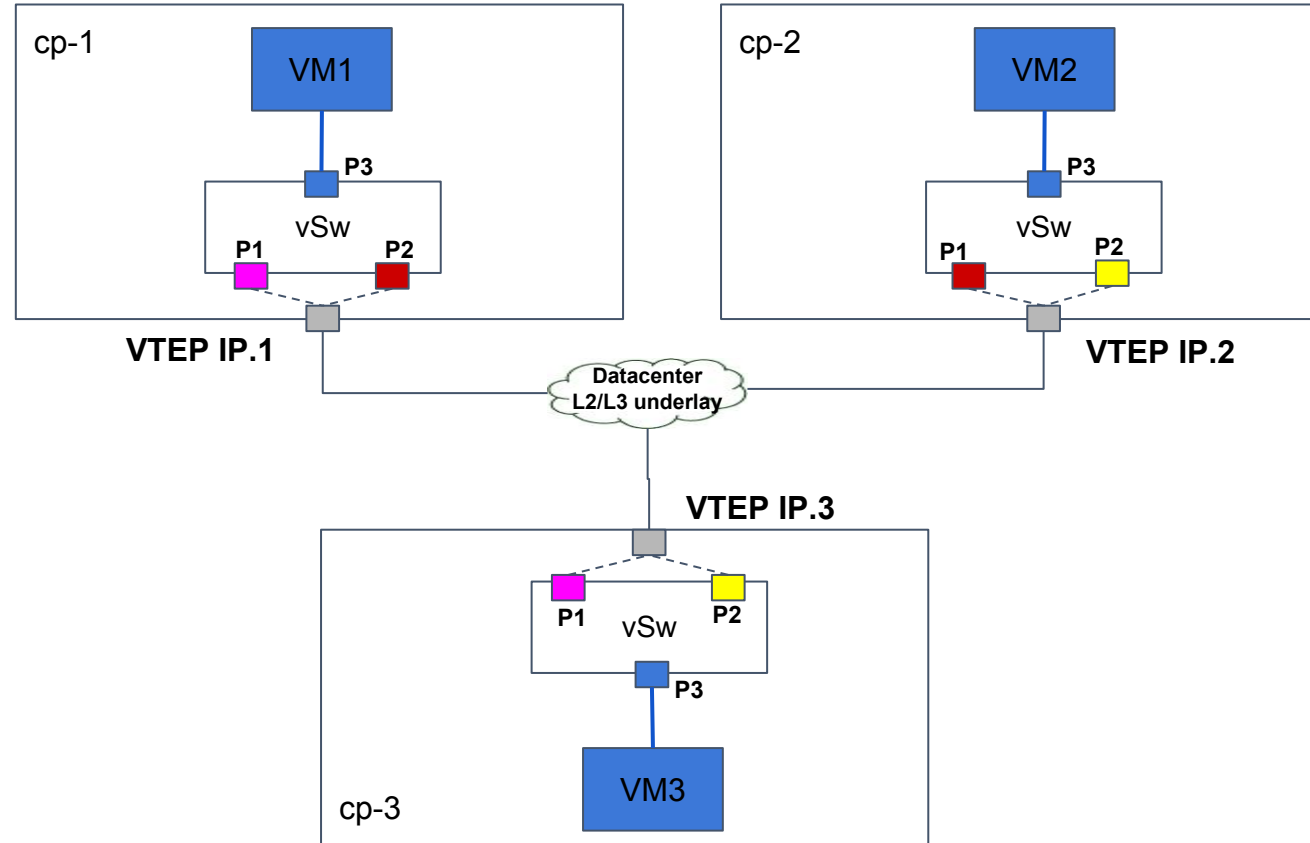 cp-1
VM1
P3
vSw
P1
P2
VTEP IP.1
cp-2
VM2
P3
vSw
P1
P2
VTEP IP.2
Datacenter
L2/L3 underlay
VTEP IP.3
P1
P2
vSw
P3
VM3
cp-3